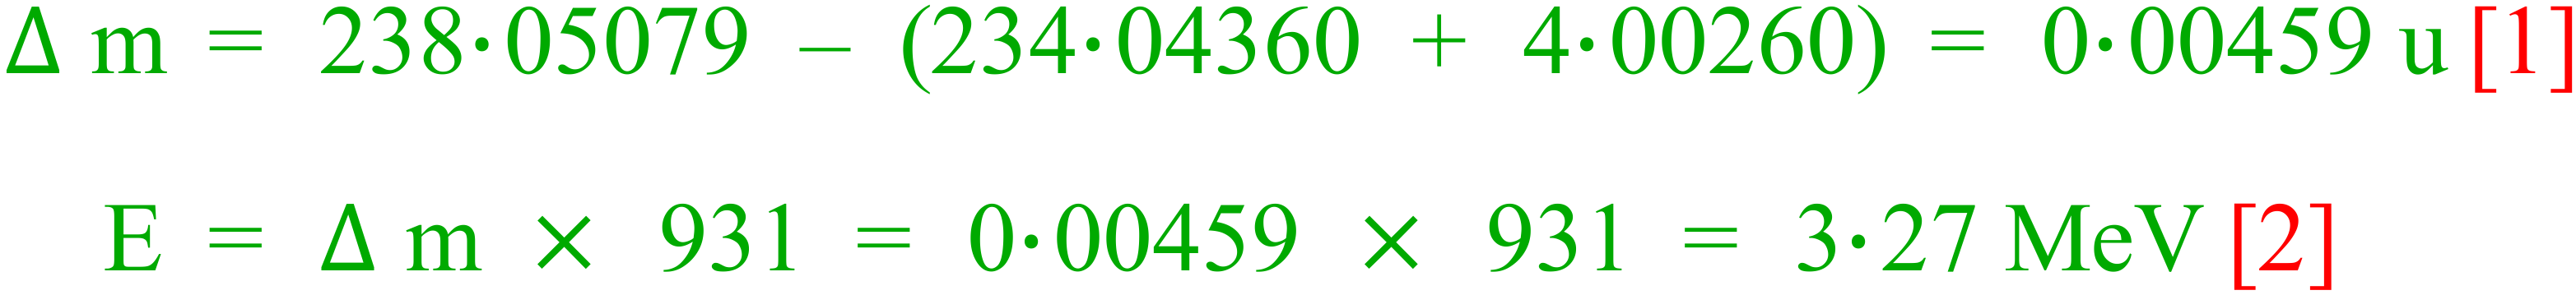 Δ m = 238·05079 − (234·04360 + 4·00260) = 0·00459 u [1]
E = Δ m × 931 = 0·00459 × 931 = 3·27 MeV [2]